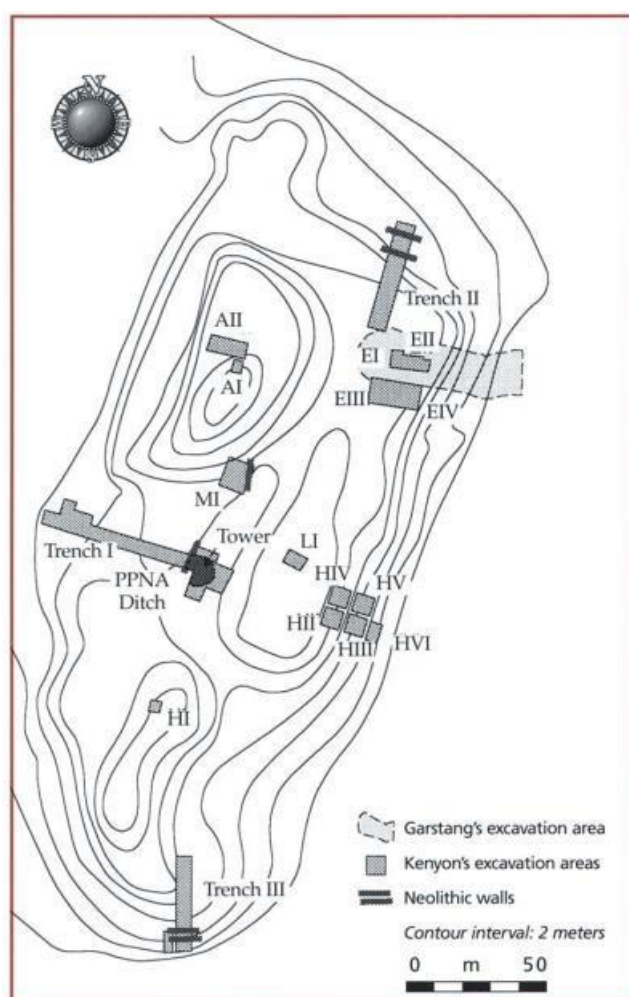 N
Trench II
AII
EI
EII
AI
EIII
EIV
MI
Tower
Trench I
LI
PPNA
Ditch
HIV
HV
HII
HIII
HVI
HI
Trench III
Garstang's excavation area
Kenyon's excavation areas
Neolithic walls
Contour interval: 2 meters
0 m 50